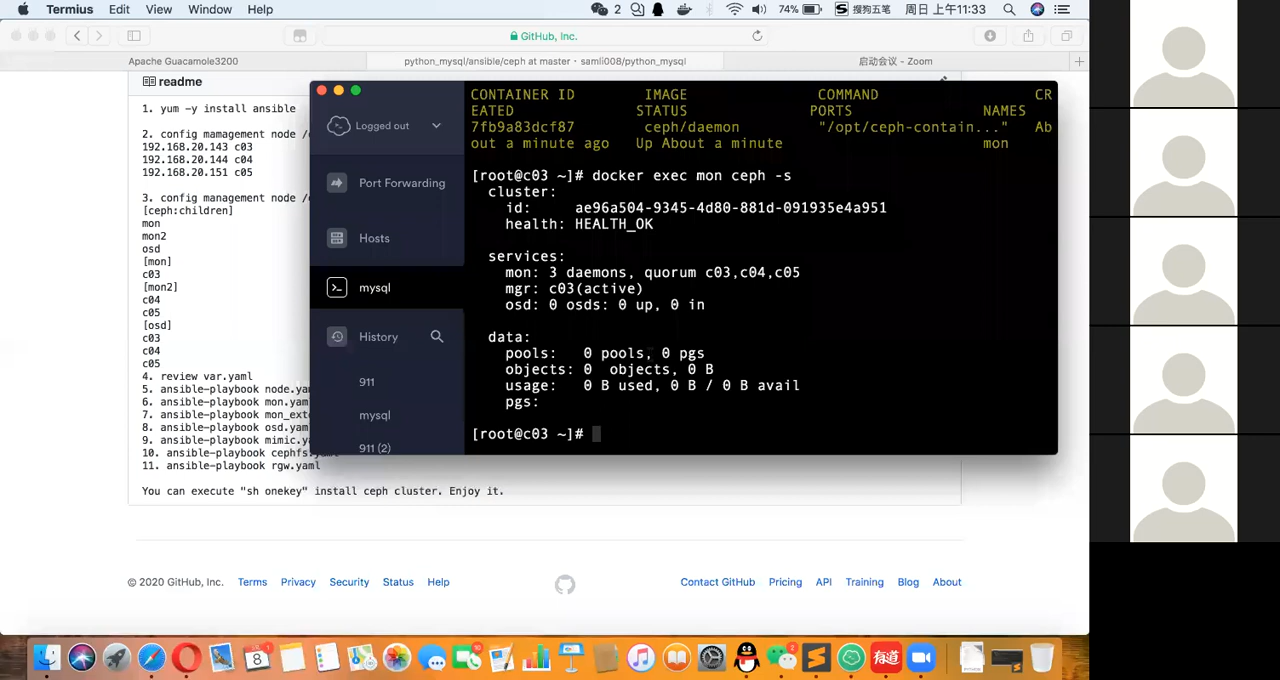 Termius Edit View Window Help 2 74% 搜狗五笔 周日 上午11:33
GitHub, Inc.
Apache Guacamole3200 python_mysql/ansible/ceph at master · samli008/python_mysql 启动会议 - Zoom
readme
1. yum -y install ansible
2. config management node /
192.168.20.143 c03
192.168.20.144 c04
192.168.20.151 c05
3. config management node /
[ceph:children]
mon
mon2
osd
[mon]
c03
[mon2]
c04
c05
[osd]
c03
c04
c05
4. review var.yaml
5. ansible-playbook node.ya
6. ansible-playbook mon.yam
7. ansible-playbook mon_ext
8. ansible-playbook osd.yam
9. ansible-playbook mimic.y
10. ansible-playbook cephfs.yaml
11. ansible-playbook rgw.yaml
You can execute "sh onekey" install ceph cluster. Enjoy it.
Logged out
Port Forwarding
Hosts
mysql
History
911
mysql
911 (2)
CONTAINER ID IMAGE COMMAND CR
EATED STATUS PORTS NAMES
7fb9a83dcf87 ceph/daemon "/opt/ceph-contain..." Ab
out a minute ago Up About a minute mon
[root@c03 ~]# docker exec mon ceph -s
cluster:
id: ae96a504-9345-4d80-881d-091935e4a951
health: HEALTH_OK
services:
mon: 3 daemons, quorum c03,c04,c05
mgr: c03(active)
osd: 0 osds: 0 up, 0 in
data:
pools: 0 pools, 0 pgs
objects: 0 objects, 0 B
usage: 0 B used, 0 B / 0 B avail
pgs:
[root@c03 ~]#
© 2020 GitHub, Inc. Terms Privacy Security Status Help Contact GitHub Pricing API Training Blog About
8
有道